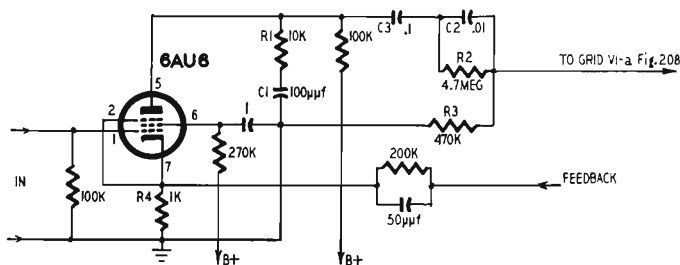 C3
.1
C2
.01
R1
10K
100K
6AU6
R2
4.7MEG
TO GRID V1-a Fig.208
5
C1
100μμf
2
1
6
.1
R3
470K
7
270K
200K
FEEDBACK
IN
100K
R4
1K
50μμf
B+
B+